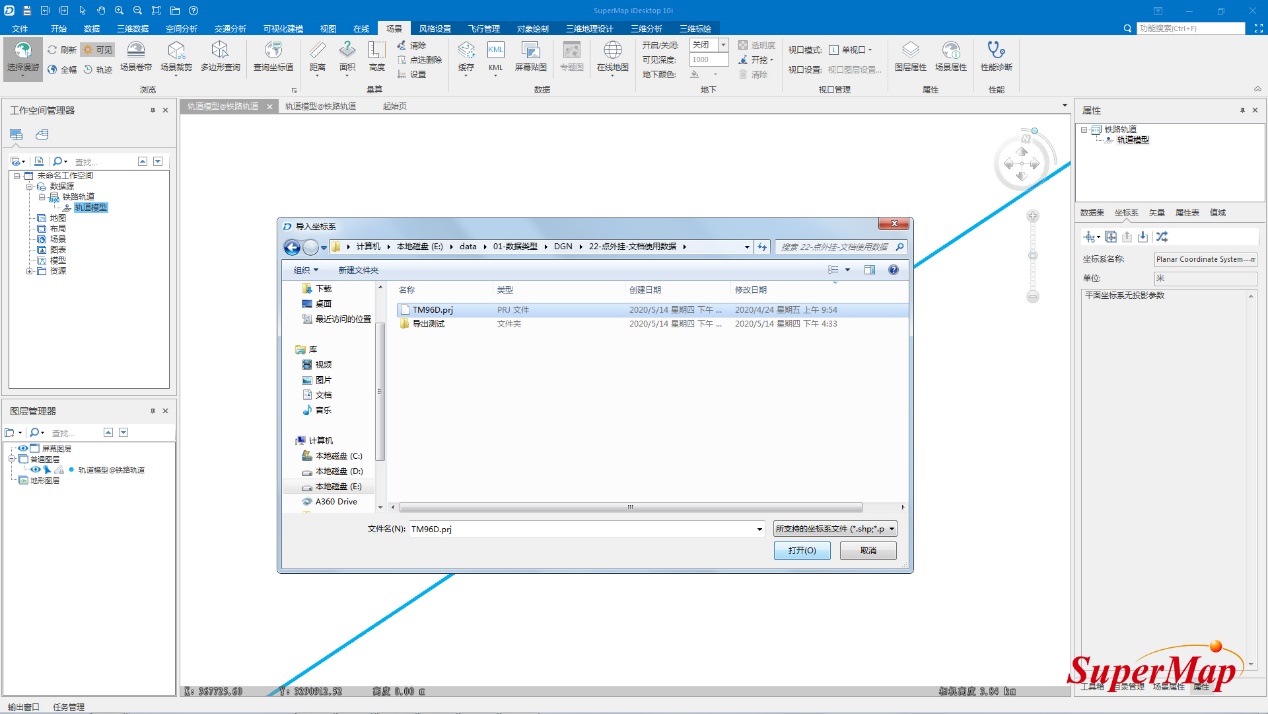 SuperMap iDesktop 10i
文件 开始 数据 三维数据 空间分析 交通分析 可视化建模 视图 在线 场景 风格设置 飞行管理 对象绘制 三维地理设计 三维分析 三维标绘
功能搜索(Ctrl+F)
选择漫游 刷新 可见 全幅 轨迹 场景卷帘 场景裁剪 多边形查询 查询坐标值 距离 面积 高度 清除 点选删除 设置 缓存 KML KML 屏幕贴图 专题图 在线地图
开启/关闭: 关闭 透明度 视口模式: 单视口 图层属性 场景属性 性能诊断
可见深度: 1000 开挖 视口设置: 视口图层设置...
地下颜色: 清除
浏览 量算 数据 地下 视口管理 属性 性能
工作空间管理器
轨道模型@铁路轨道 轨道模型@铁路轨道 起始页
查找...
未命名工作空间
数据源
铁路轨道
轨道模型
地图
布局
场景
图表
模型
资源
图层管理器
查找...
屏幕图层
普通图层
轨道模型@铁路轨道
地形图层
N
导入坐标系
计算机 本地磁盘 (E:) data 01-数据类型 DGN 22-点外挂-文档使用数据
搜索 22-点外挂-文档使用数据
组织 新建文件夹
下载
桌面
最近访问的位置
库
视频
图片
文档
音乐
计算机
本地磁盘 (C:)
本地磁盘 (D:)
本地磁盘 (E:)
A360 Drive
名称 类型 创建日期 修改日期
TM96D.prj PRJ 文件 2020/5/14 星期四 下午 ... 2020/4/24 星期五 上午 9:54
导出测试 文件夹 2020/5/14 星期四 下午 ... 2020/5/14 星期四 下午 4:33
文件名(N): TM96D.prj 所支持的坐标系文件 (*.shp;*.p
打开(O) 取消
X: 367725.60 Y: 3290912.52 高度 0.00 m 相机高度 3.84 km
属性
铁路轨道
轨道模型
数据集 坐标系 矢量 属性表 值域
坐标系名称: Planar Coordinate System---m
单位: 米
平面坐标系无投影参数
SuperMap
工具箱 目录管理 场景属性 属性
输出窗口 任务管理